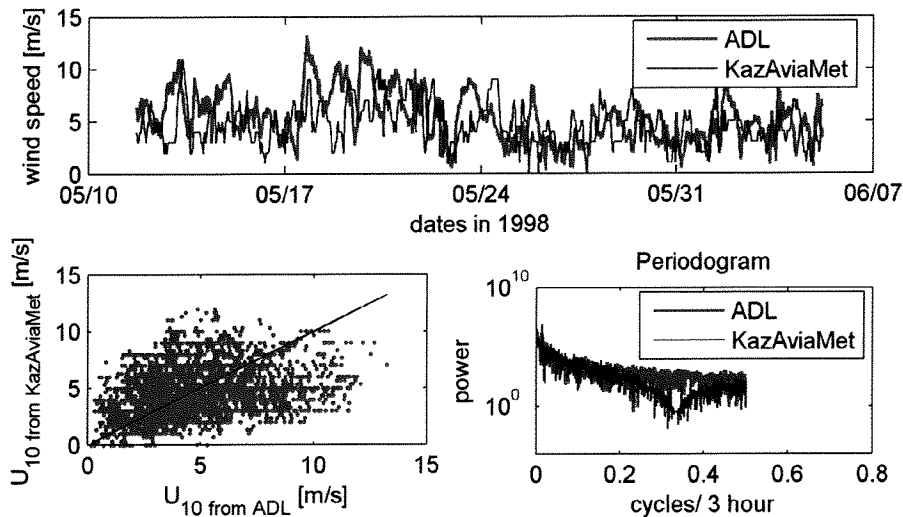 wind speed [m/s]
15
10
5
0
ADL
KazAviaMet
05/10
05/17
05/24
05/31
06/07
dates in 1998
U10 from KazAviaMet [m/s]
15
10
5
0
0
5
10
15
U10 from ADL [m/s]
Periodogram
power
10^10
10^0
ADL
KazAviaMet
0
0.2
0.4
0.6
0.8
cycles/ 3 hour